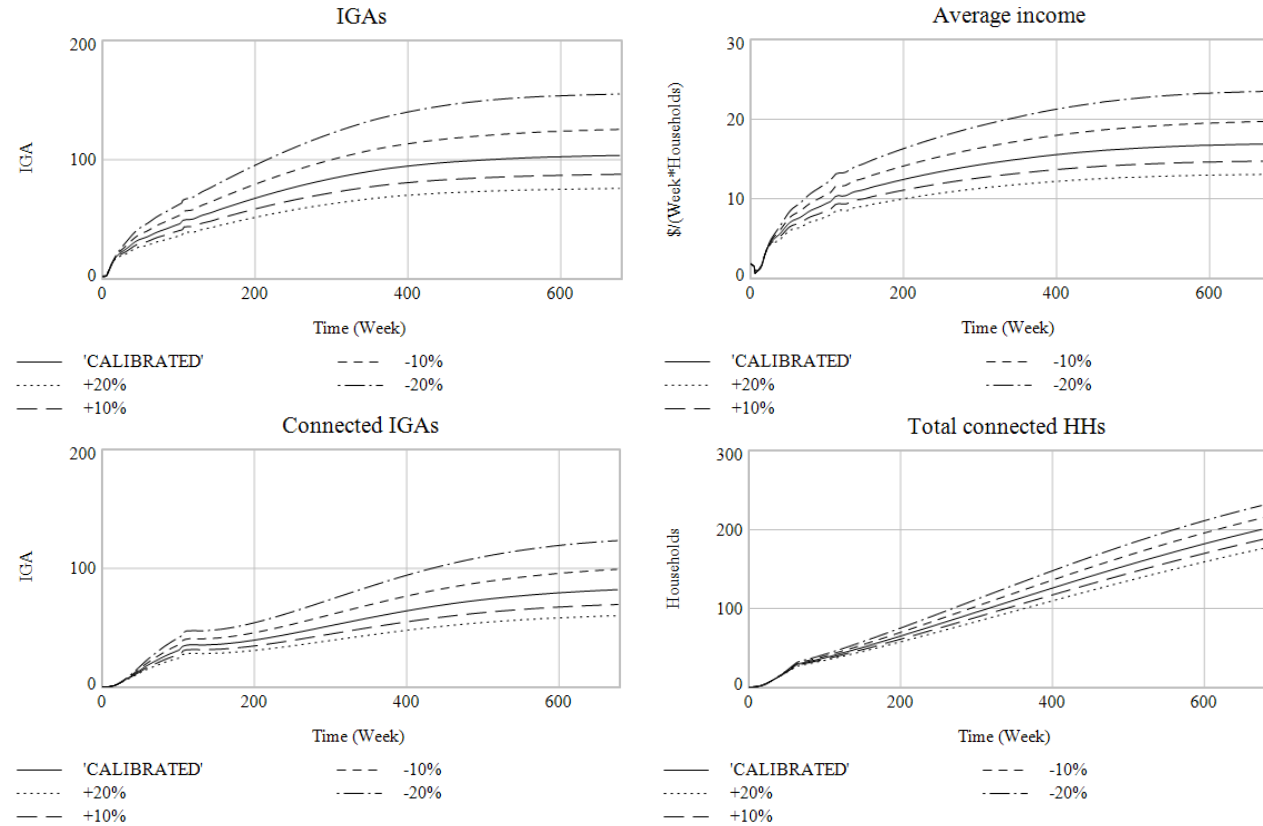 IGAs
200
100
0
IGA
0 200 400 600
Time (Week)
'CALIBRATED'
+20%
+10%
-10%
-20%
Average income
30
20
10
0
$/(Week*Households)
0 200 400 600
Time (Week)
'CALIBRATED'
+20%
+10%
-10%
-20%
Connected IGAs
200
100
0
IGA
0 200 400 600
Time (Week)
'CALIBRATED'
+20%
+10%
-10%
-20%
Total connected HHs
300
200
100
0
Households
0 200 400 600
Time (Week)
'CALIBRATED'
+20%
+10%
-10%
-20%